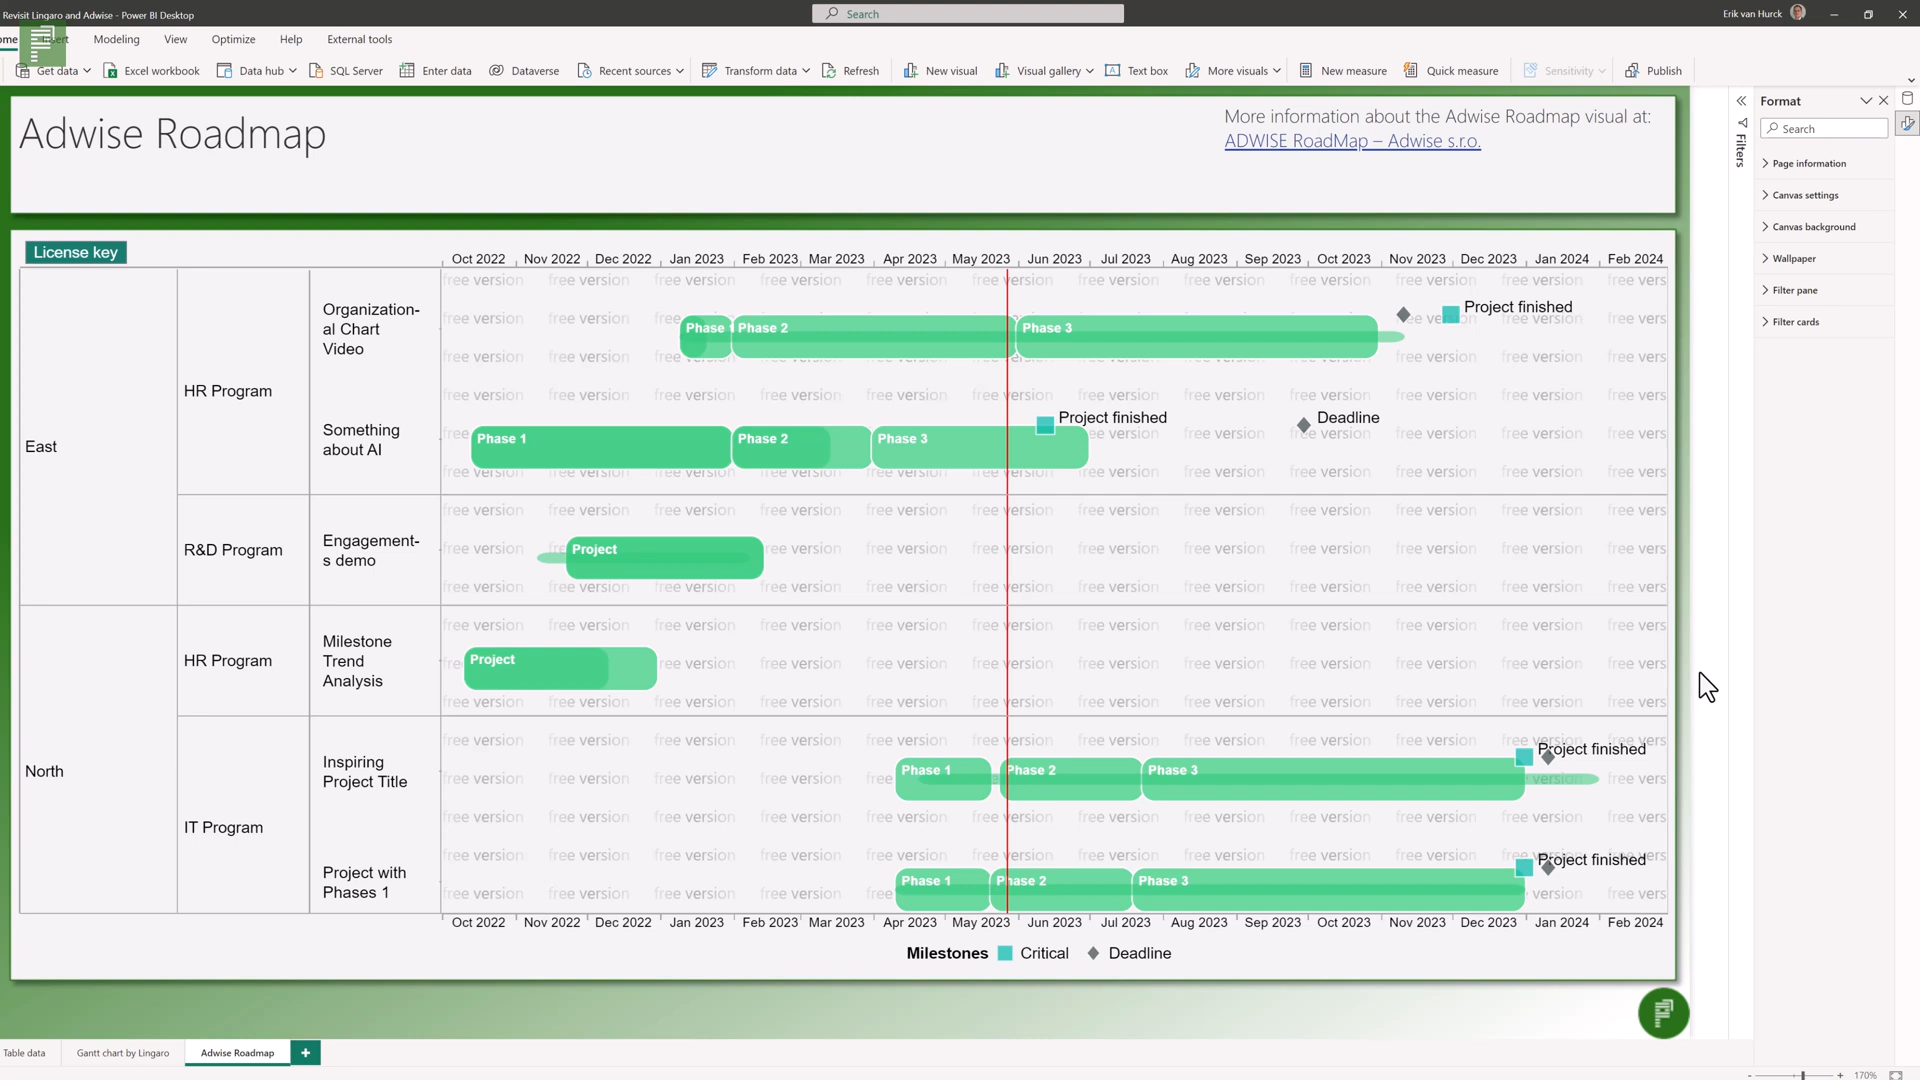 Revisit Lingaro and Adwise - Power BI Desktop
Search
Erik van Hurck
Modeling
View
Optimize
Help
External tools
Get data
Excel workbook
Data hub
SQL Server
Enter data
Dataverse
Recent sources
Transform data
Refresh
New visual
Visual gallery
Text box
More visuals
New measure
Quick measure
Sensitivity
Publish
Adwise Roadmap
More information about the Adwise Roadmap visual at:
ADWISE RoadMap – Adwise s.r.o.
Filters
Format
Search
Page information
Canvas settings
Canvas background
Wallpaper
Filter pane
Filter cards
License key
Oct 2022 Nov 2022 Dec 2022 Jan 2023 Feb 2023 Mar 2023 Apr 2023 May 2023 Jun 2023 Jul 2023 Aug 2023 Sep 2023 Oct 2023 Nov 2023 Dec 2023 Jan 2024 Feb 2024
East
HR Program
Organization-
al Chart
Video
Phase 1 Phase 2 Phase 3
Project finished
Something
about AI
Phase 1 Phase 2 Phase 3
Project finished
Deadline
R&D Program
Engagement-
s demo
Project
North
HR Program
Milestone
Trend
Analysis
Project
IT Program
Inspiring
Project Title
Phase 1 Phase 2 Phase 3
Project finished
Project with
Phases 1
Phase 1 Phase 2 Phase 3
Project finished
free version
Oct 2022 Nov 2022 Dec 2022 Jan 2023 Feb 2023 Mar 2023 Apr 2023 May 2023 Jun 2023 Jul 2023 Aug 2023 Sep 2023 Oct 2023 Nov 2023 Dec 2023 Jan 2024 Feb 2024
Milestones Critical Deadline
Table data
Gantt chart by Lingaro
Adwise Roadmap
170%